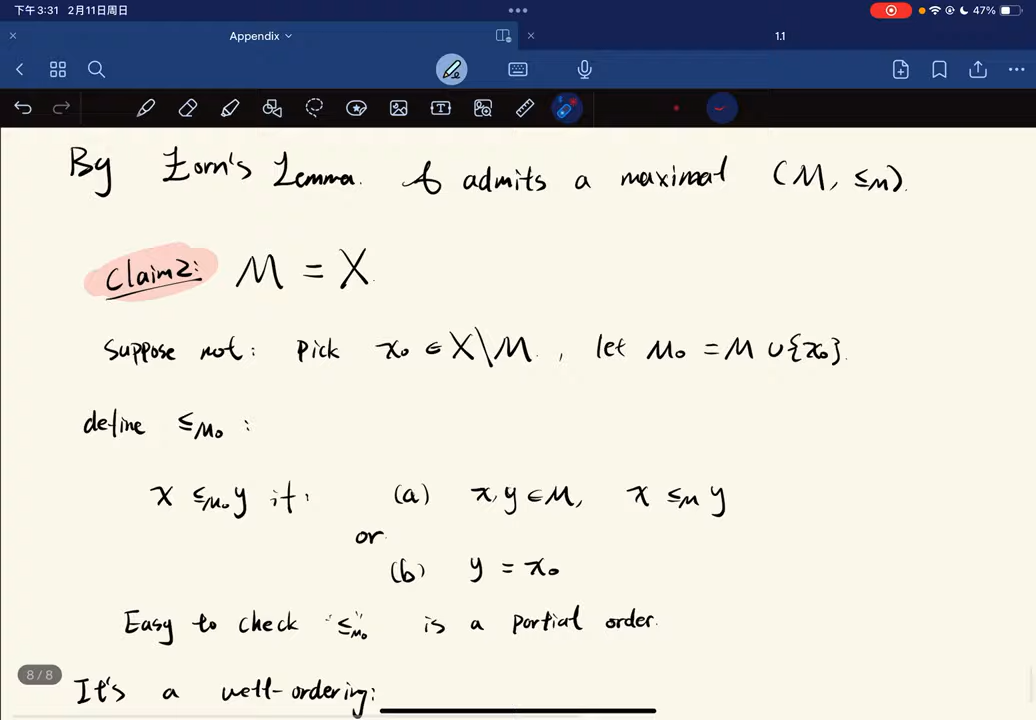 下午3:31 2月11日周日
47%
Appendix
1.1
By Zorn's Lemma. A admits a maximal (M, ≤M).
Claim2: M = X.
Suppose not: Pick x₀ ∈ X\M., let M₀ = M ∪{x₀}.
define ≤M₀ :
x ≤M₀ y if: (a) x,y ∈M, x ≤M y
or
(b) y = x₀
Easy to check "≤M₀" is a partial order.
8 / 8
It's a well-ordering: